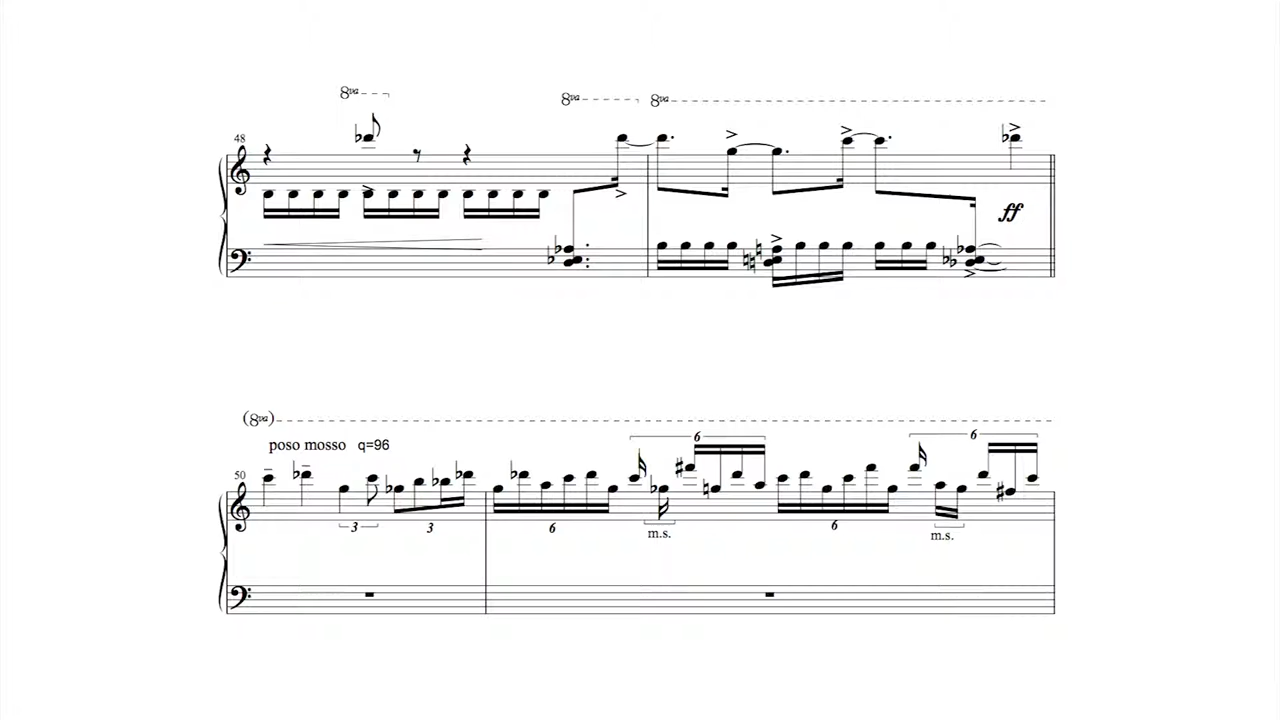 8va
8va 8va
48
ff
(8va)
poso mosso q=96
6 6
50
3 3 6 6
m.s. m.s.